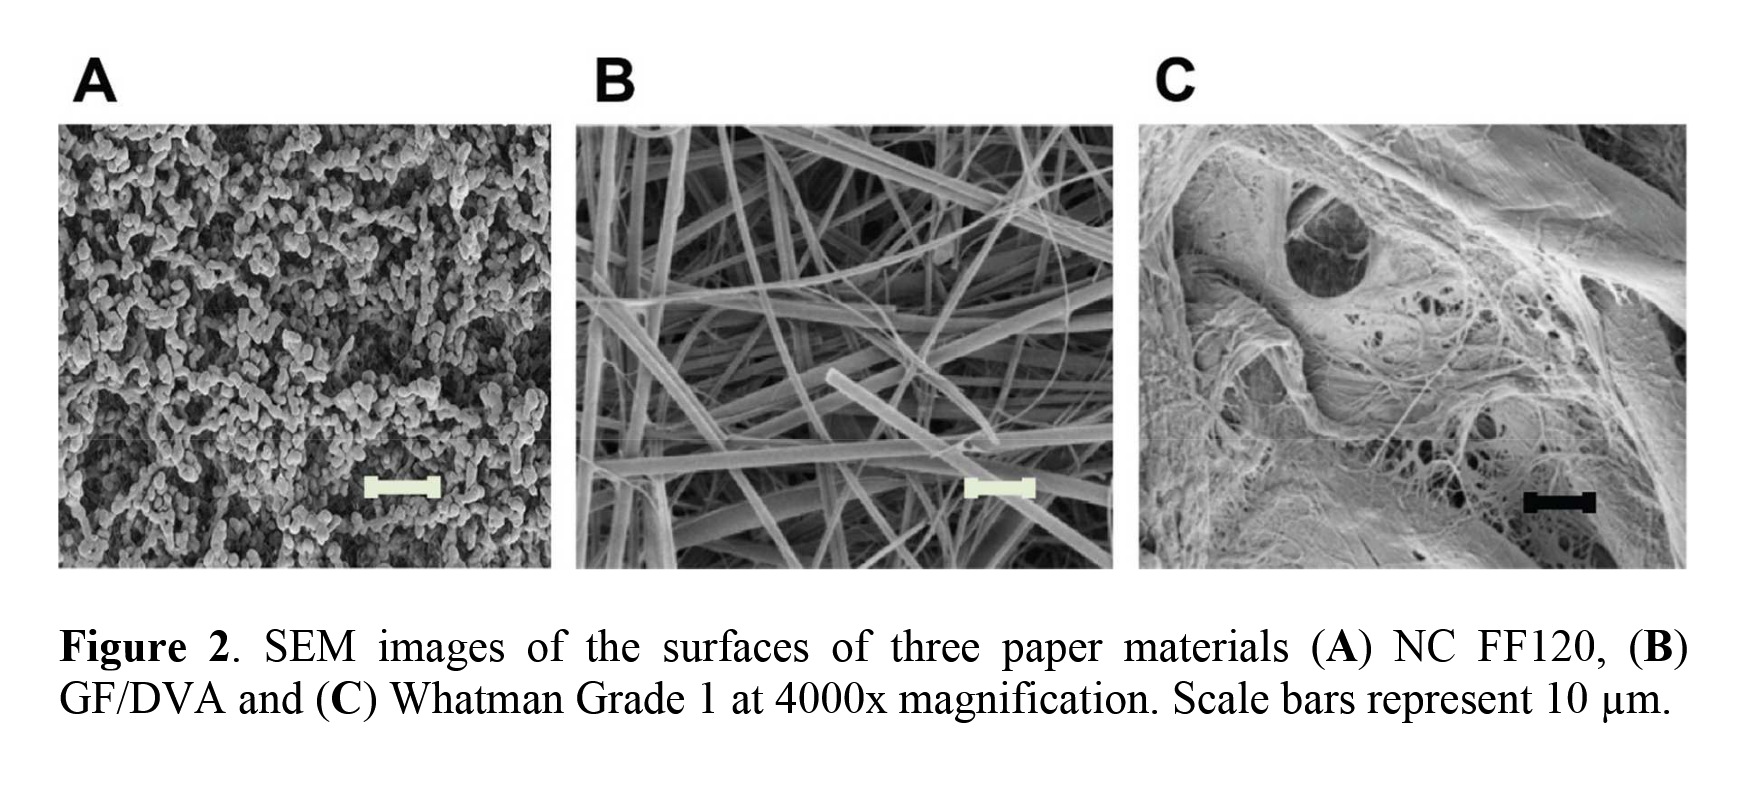 A B C
Figure 2. SEM images of the surfaces of three paper materials (A) NC FF120, (B)
GF/DVA and (C) Whatman Grade 1 at 4000x magnification. Scale bars represent 10 µm.